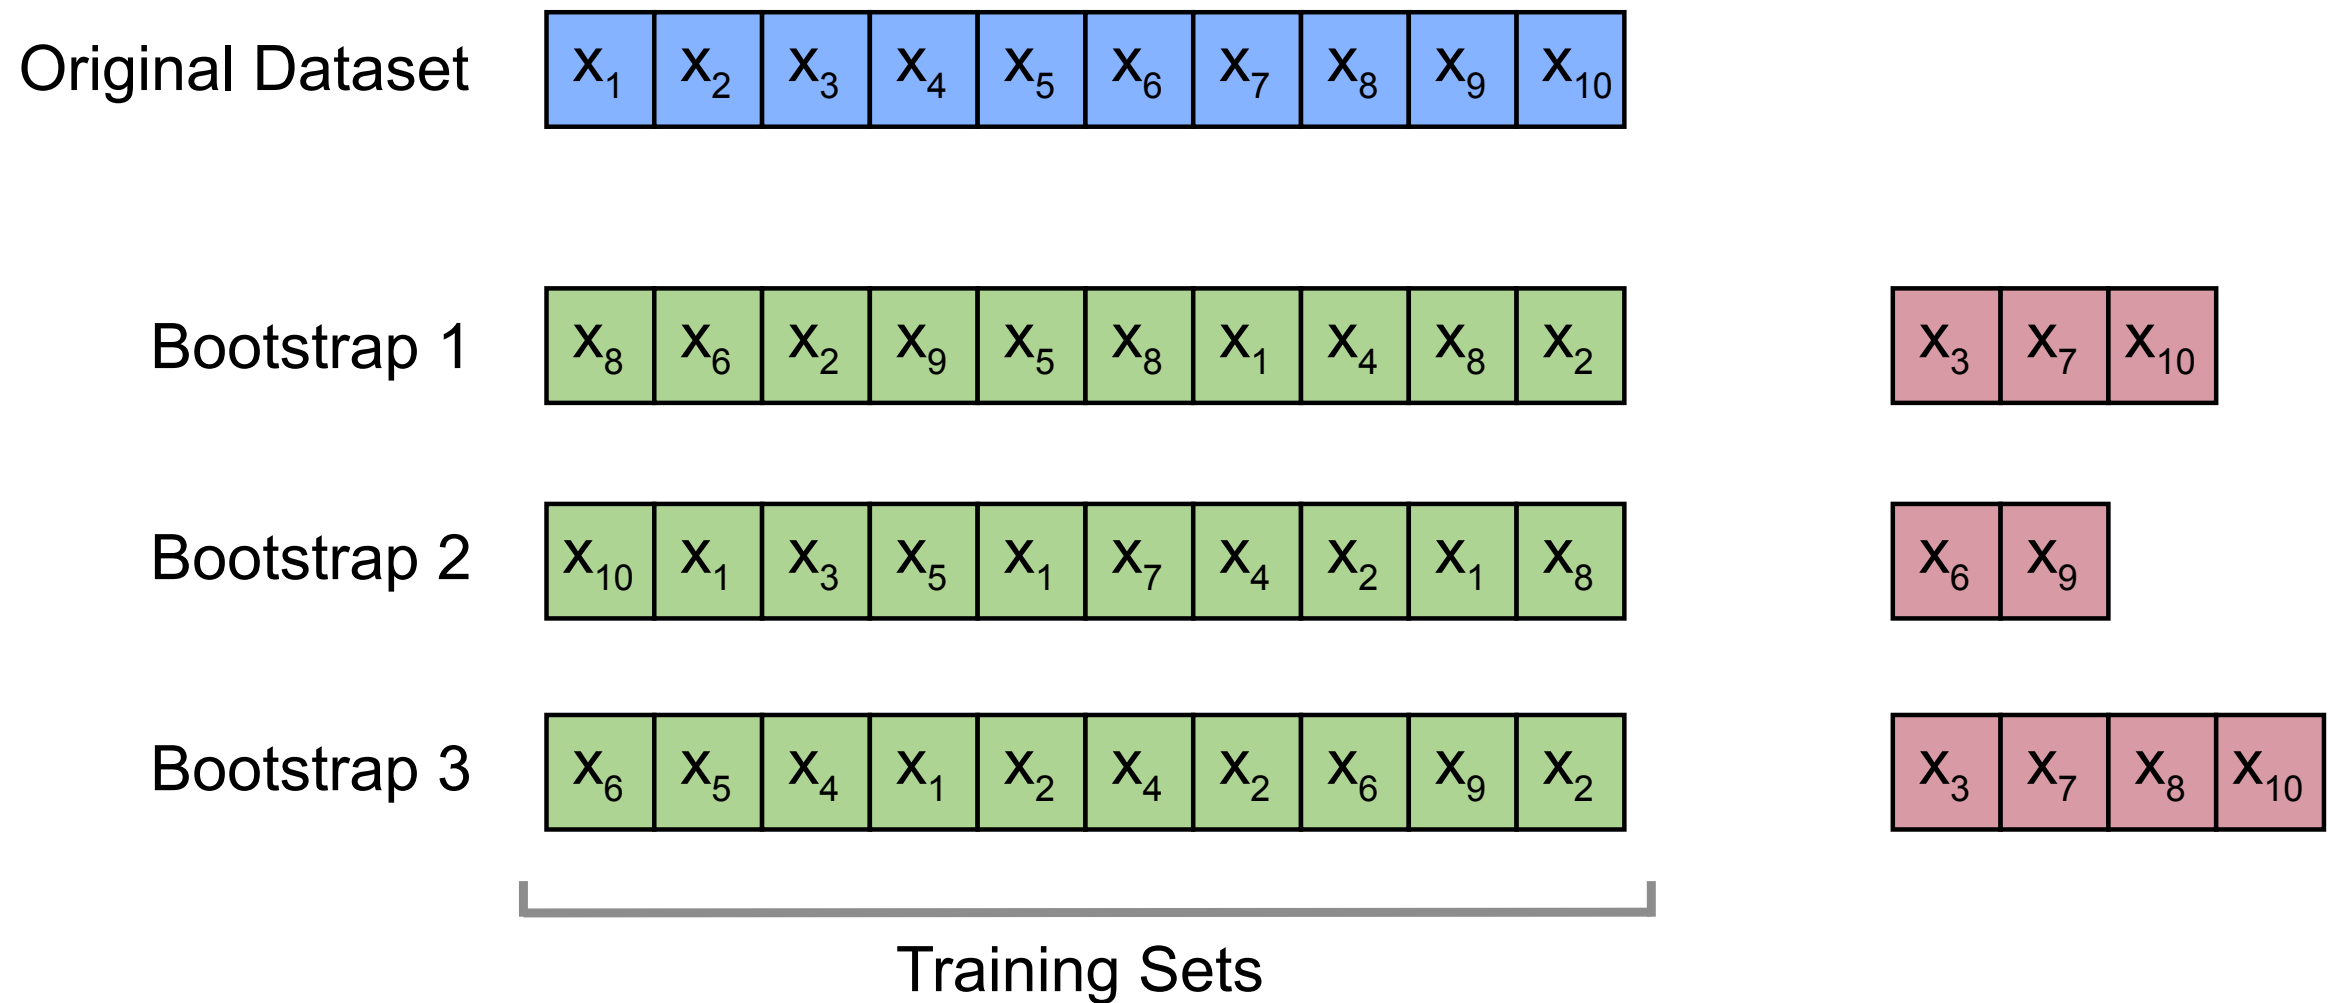 Original Dataset x₁ x₂ x₃ x₄ x₅ x₆ x₇ x₈ x₉ x₁₀
Bootstrap 1 x₈ x₆ x₂ x₉ x₅ x₈ x₁ x₄ x₈ x₂ x₃ x₇ x₁₀
Bootstrap 2 x₁₀ x₁ x₃ x₅ x₁ x₇ x₄ x₂ x₁ x₈ x₆ x₉
Bootstrap 3 x₆ x₅ x₄ x₁ x₂ x₄ x₂ x₆ x₉ x₂ x₃ x₇ x₈ x₁₀
Training Sets